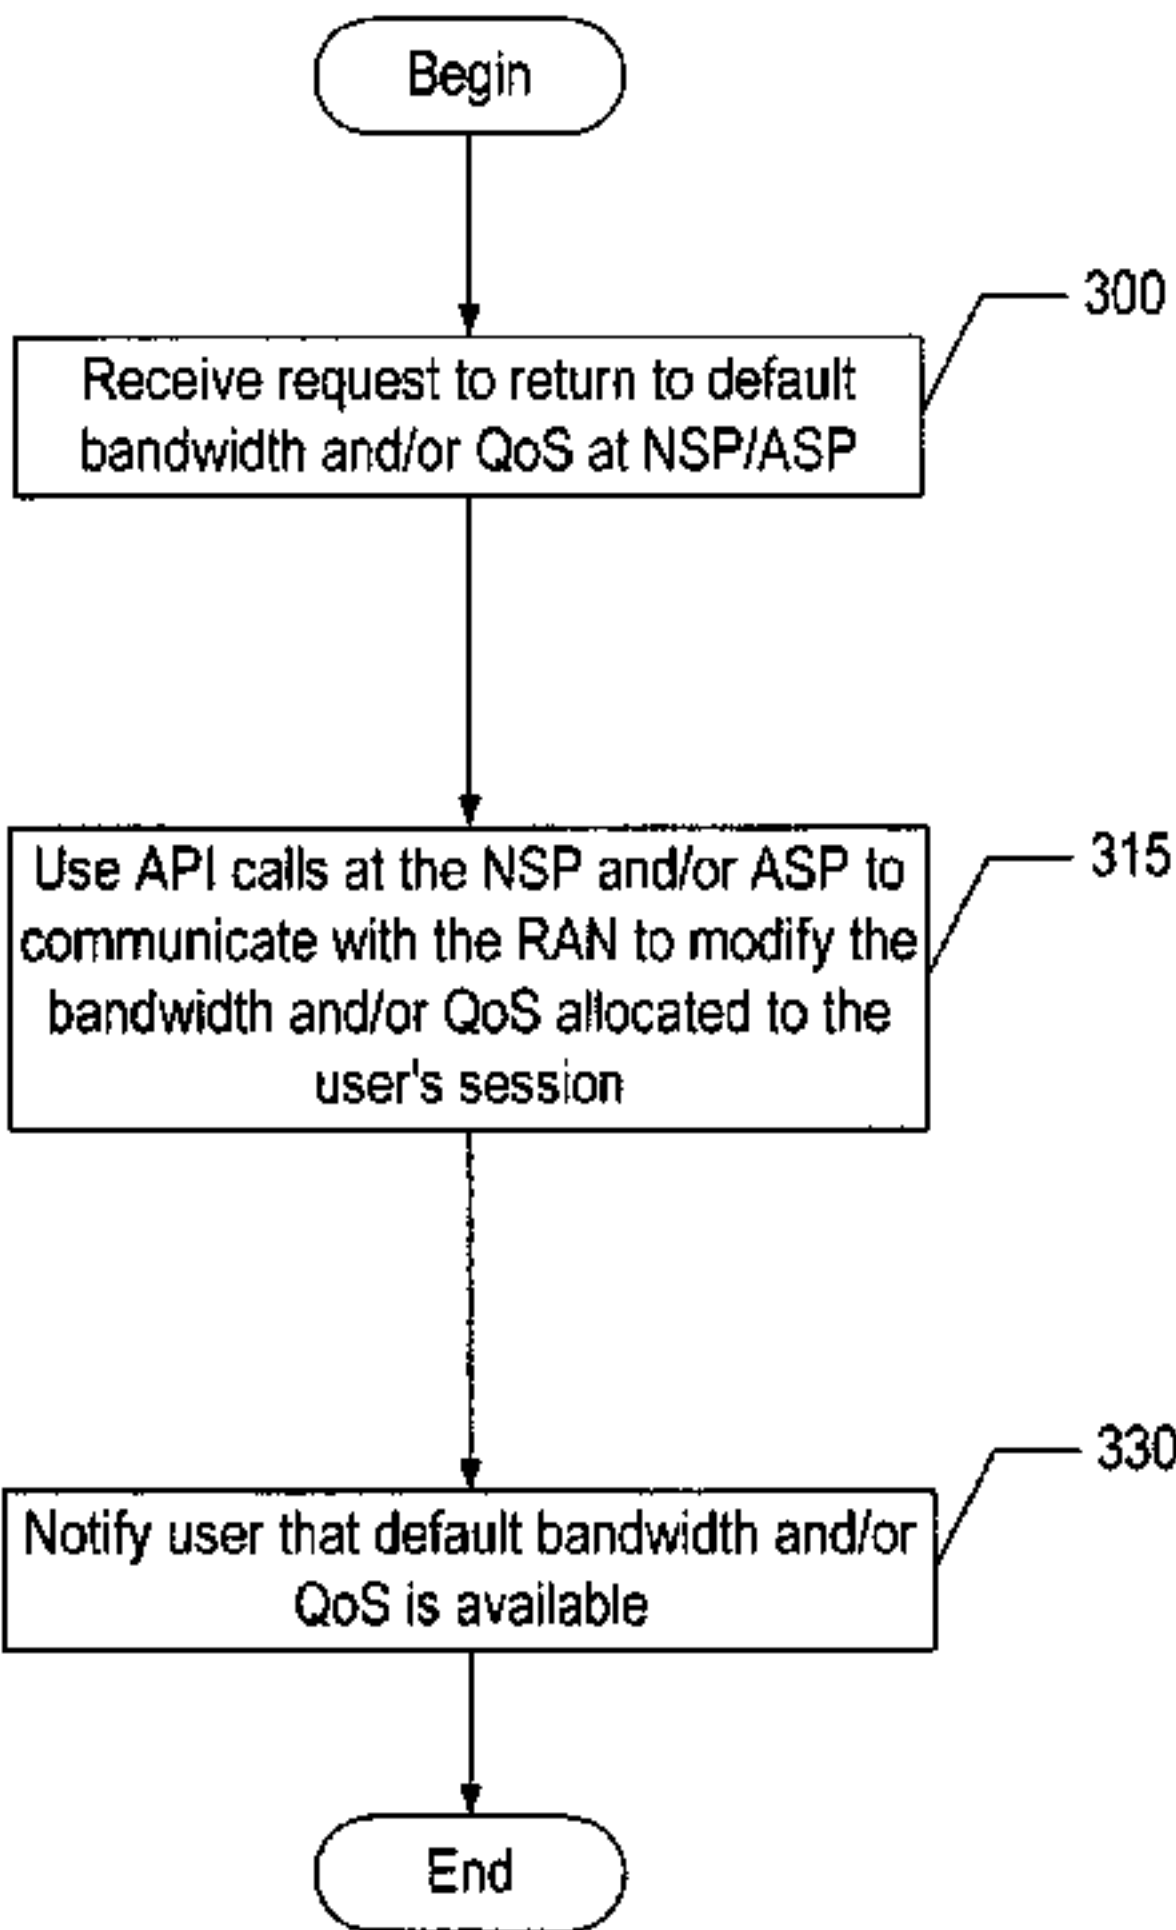 Begin
300
Receive request to return to default
bandwidth and/or QoS at NSP/ASP
315
Use API calls at the NSP and/or ASP to
communicate with the RAN to modify the
bandwidth and/or QoS allocated to the
user's session
330
Notify user that default bandwidth and/or
QoS is available
End